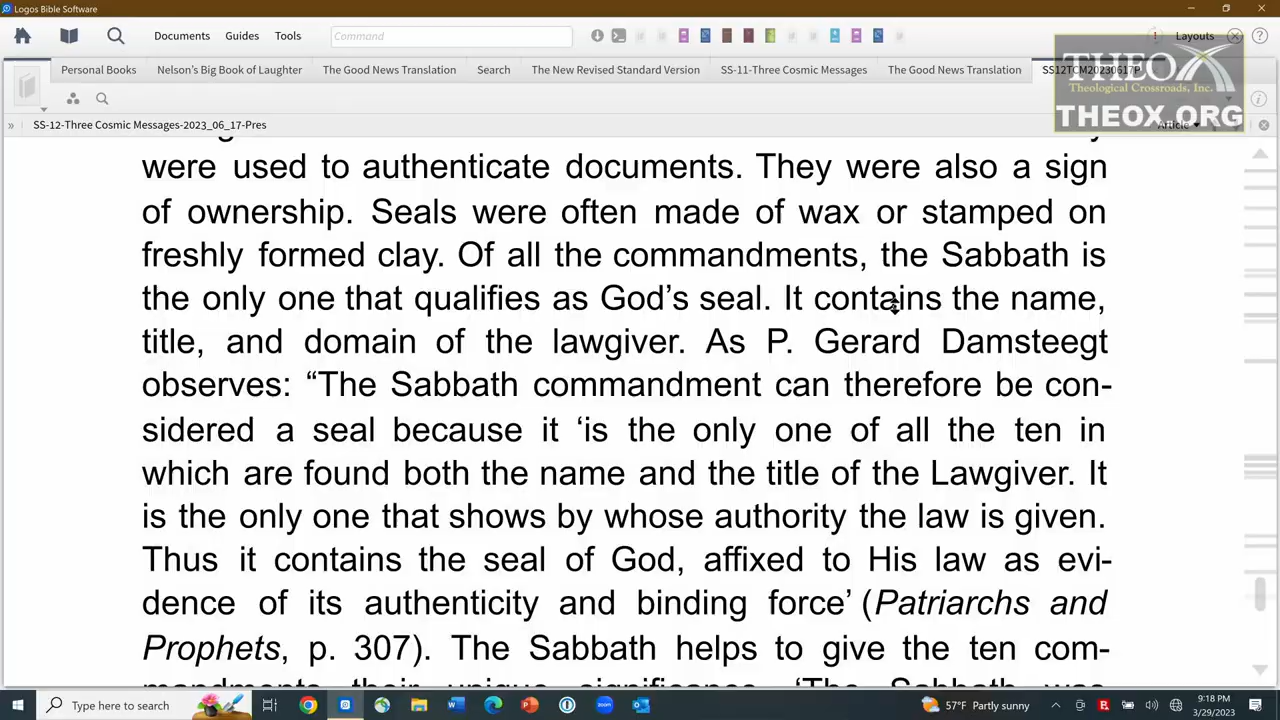 Logos Bible Software
Documents Guides Tools Command Layouts
Personal Books Nelson's Big Book of Laughter Search The New Revised Standard Version SS-11-Three Cosmic Messages The Good News Translation SS12TCM20230617P
THEOX
Theological Crossroads, Inc.
THEOX.ORG
SS-12-Three Cosmic Messages-2023_06_17-Pres Article
were used to authenticate documents. They were also a sign
of ownership. Seals were often made of wax or stamped on
freshly formed clay. Of all the commandments, the Sabbath is
the only one that qualifies as God’s seal. It contains the name,
title, and domain of the lawgiver. As P. Gerard Damsteegt
observes: “The Sabbath commandment can therefore be con-
sidered a seal because it ‘is the only one of all the ten in
which are found both the name and the title of the Lawgiver. It
is the only one that shows by whose authority the law is given.
Thus it contains the seal of God, affixed to His law as evi-
dence of its authenticity and binding force’ (Patriarchs and
Prophets, p. 307). The Sabbath helps to give the ten com-
mandments their unique significance. ‘The Sabbath was
Type here to search
57°F Partly sunny
9:18 PM
3/29/2023